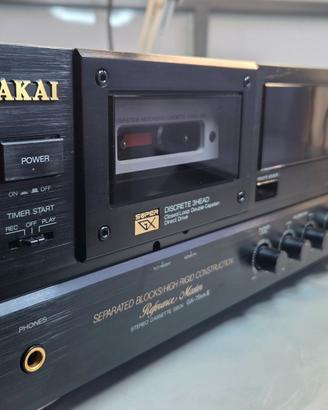 AKAI
POWER
ON OFF
TIMER START
REC OFF PLAY
SUPER GX
DISCRETE 3HEAD
Closed Loop Double Capstan
Direct Drive
SEPARATED BLOCKS/HIGH RIGID CONSTRUCTION
Reference Master
STEREO CASSETTE DECK
PHONES